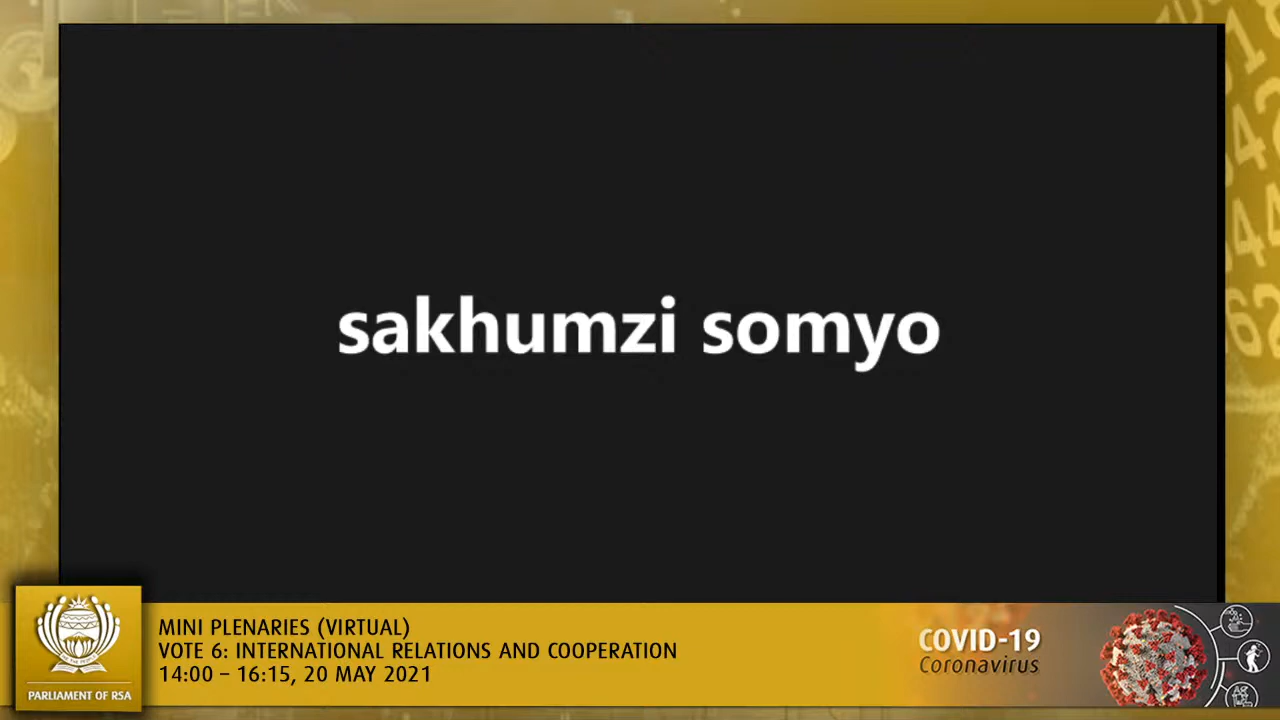 sakhumzi somyo
MINI PLENARIES (VIRTUAL)
VOTE 6: INTERNATIONAL RELATIONS AND COOPERATION
14:00 – 16:15, 20 MAY 2021
PARLIAMENT OF RSA
COVID-19
Coronavirus